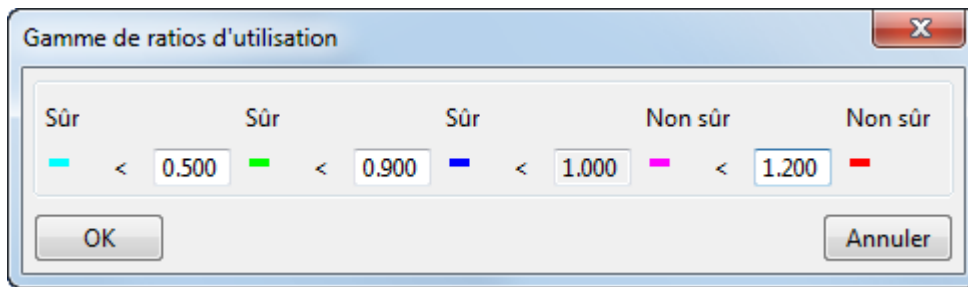 Gamme de ratios d'utilisation
Sûr Sûr Sûr Non sûr Non sûr
< 0.500 < 0.900 < 1.000 < 1.200
OK Annuler